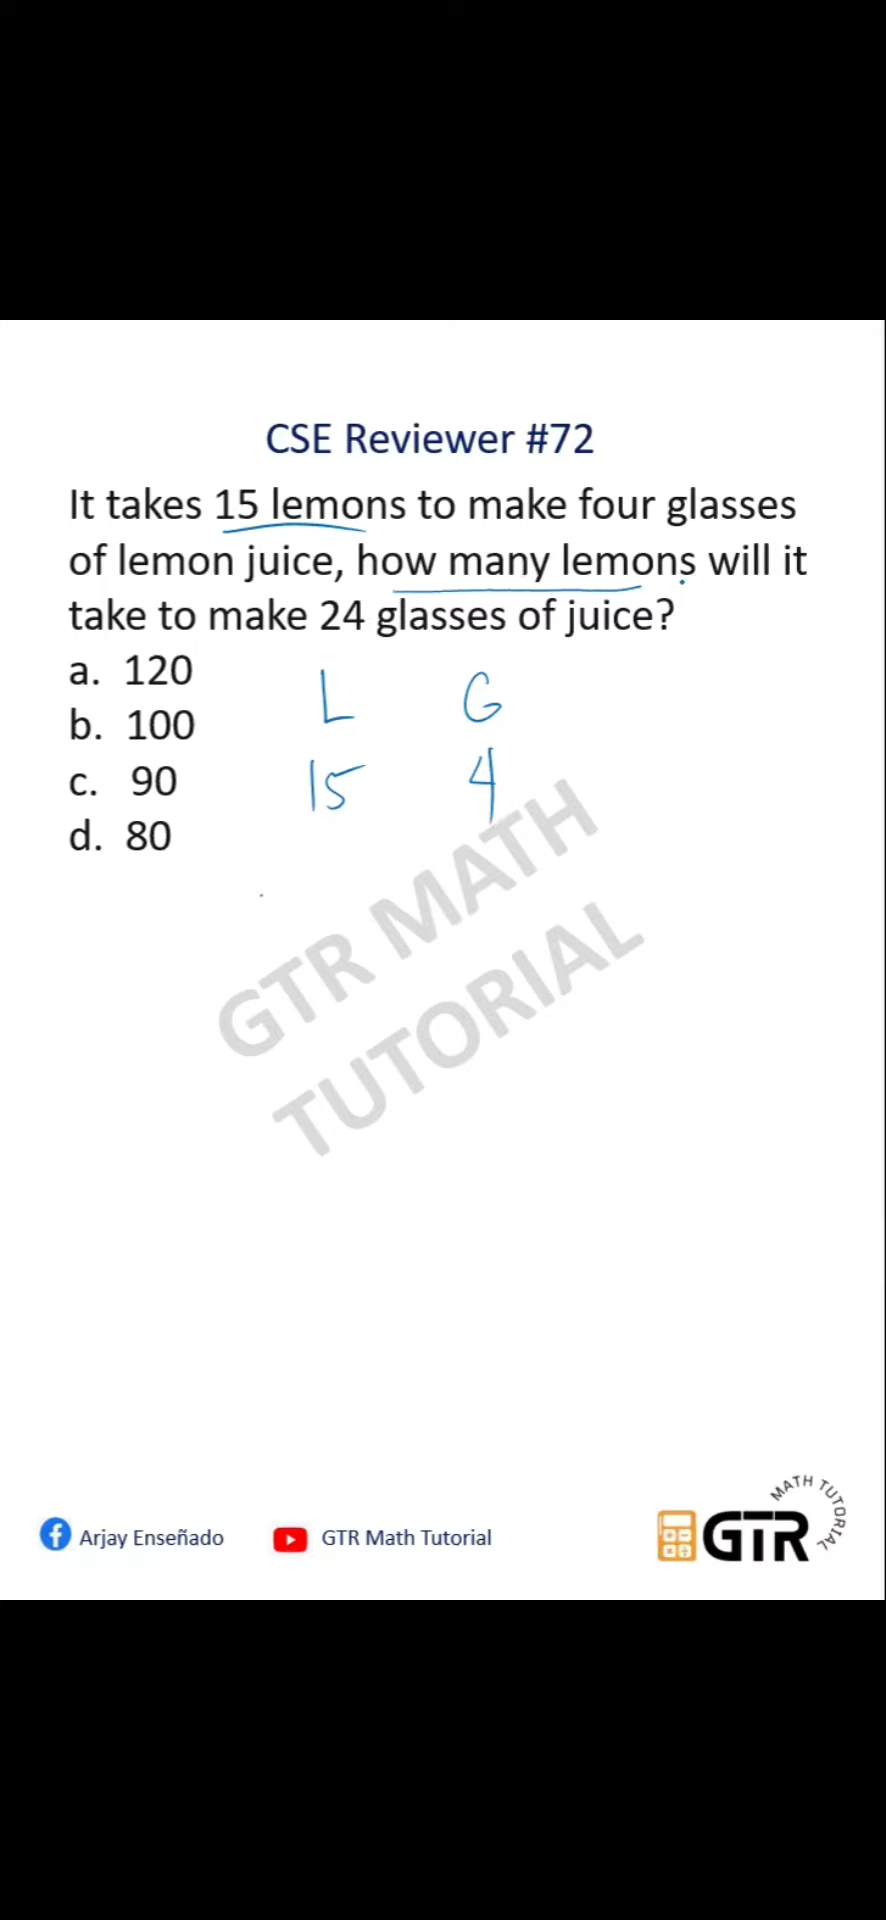 CSE Reviewer #72
It takes 15 lemons to make four glasses
of lemon juice, how many lemons will it
take to make 24 glasses of juice?
a. 120
b. 100
c. 90
d. 80
L G
15 4
GTR MATH
TUTORIAL
Arjay Enseñado
GTR Math Tutorial
GTR
MATH TUTORIAL